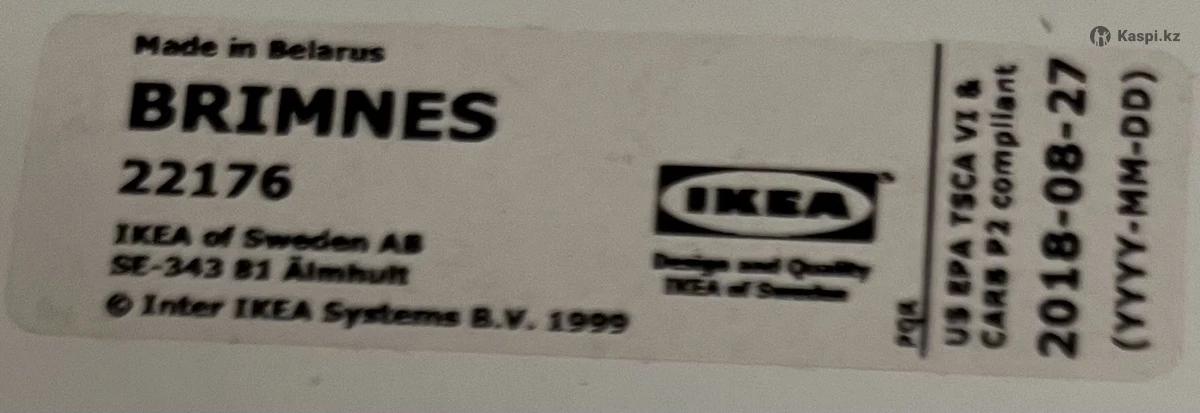 Made in Belarus
BRIMNES
22176
IKEA of Sweden AB
SE-343 81 Älmhult
© Inter IKEA Systems B.V. 1999
IKEA
Design and Quality
IKEA of Sweden
PQR
US EPA TSCA VI &
CARB P2 compliant
2018-08-27
(YYYY-MM-DD)
Kaspi.kz